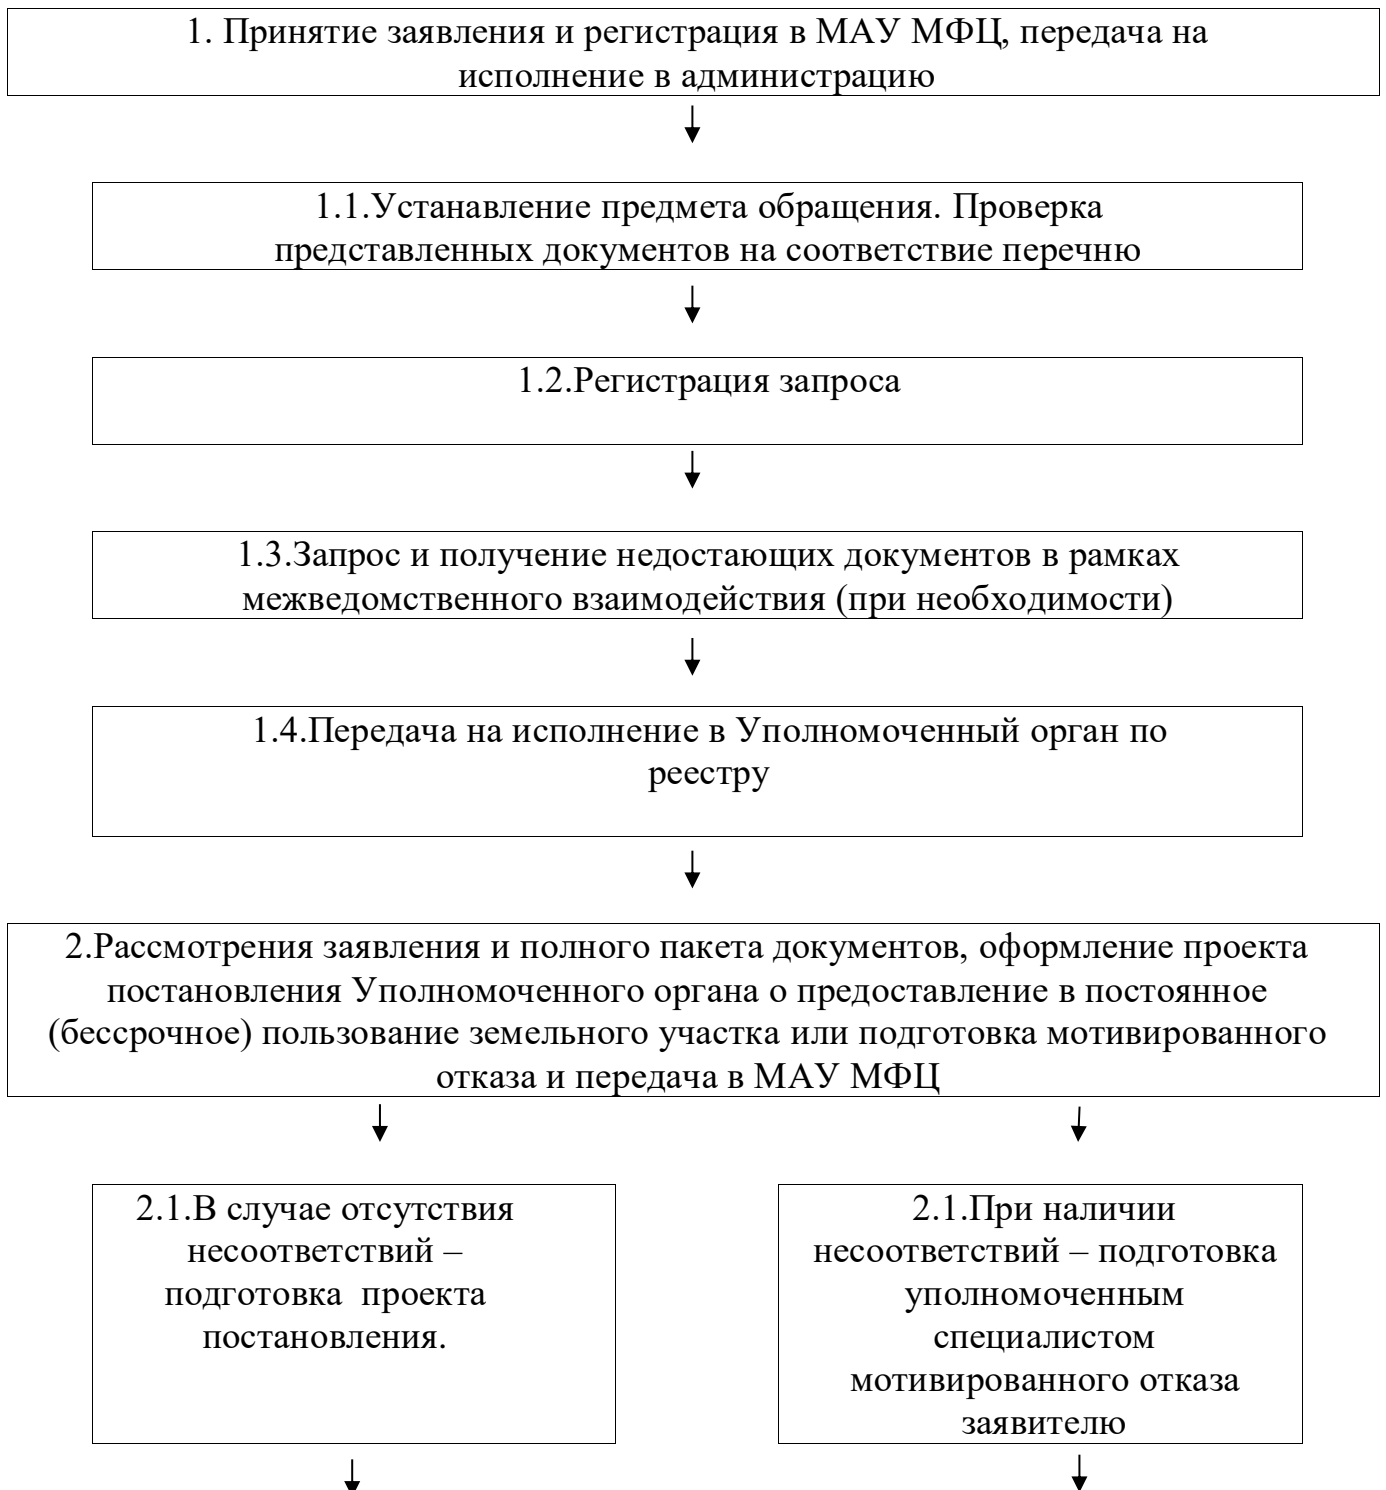 1. Принятие заявления и регистрация в МАУ МФЦ, передача на
исполнение в администрацию
1.1.Устанавление предмета обращения. Проверка
представленных документов на соответствие перечню
1.2.Регистрация запроса
1.3.Запрос и получение недостающих документов в рамках
межведомственного взаимодействия (при необходимости)
1.4.Передача на исполнение в Уполномоченный орган по
реестру
2.Рассмотрения заявления и полного пакета документов, оформление проекта
постановления Уполномоченного органа о предоставление в постоянное
(бессрочное) пользование земельного участка или подготовка мотивированного
отказа и передача в МАУ МФЦ
2.1.В случае отсутствия
несоответствий –
подготовка  проекта
постановления.
2.1.При наличии
несоответствий – подготовка
уполномоченным
специалистом
мотивированного отказа
заявителю